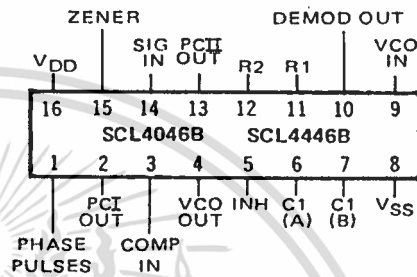 ZENER DEMOD OUT
VDD SIG IN PCII OUT R2 R1 VCO IN
16 15 14 13 12 11 10 9
SCL4046B SCL4446B
1 2 3 4 5 6 7 8
PCI OUT VCO OUT INH C1 (A) C1 (B) VSS
PHASE PULSES COMP IN